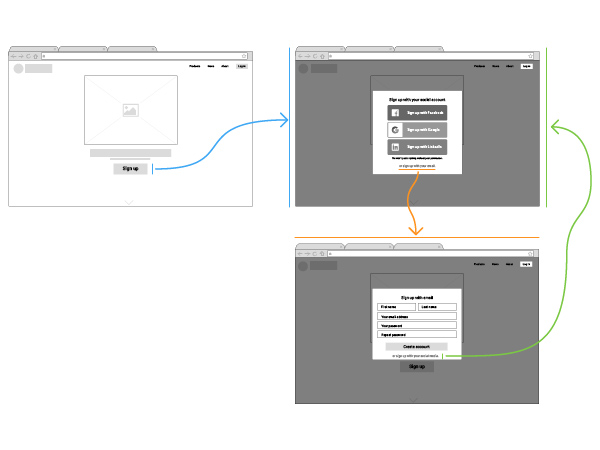 Products News About Log in
Sign up
Products News About Log in
Sign up with your social account
Sign up with Facebook
Sign up with Google
Sign up with LinkedIn
We won't post anything without your permission
or sign up with your email
Products News About Log in
Sign up with email
First name Last name
Your email address
Your password
Repeat password
Create account
or sign up with your social media
Sign up